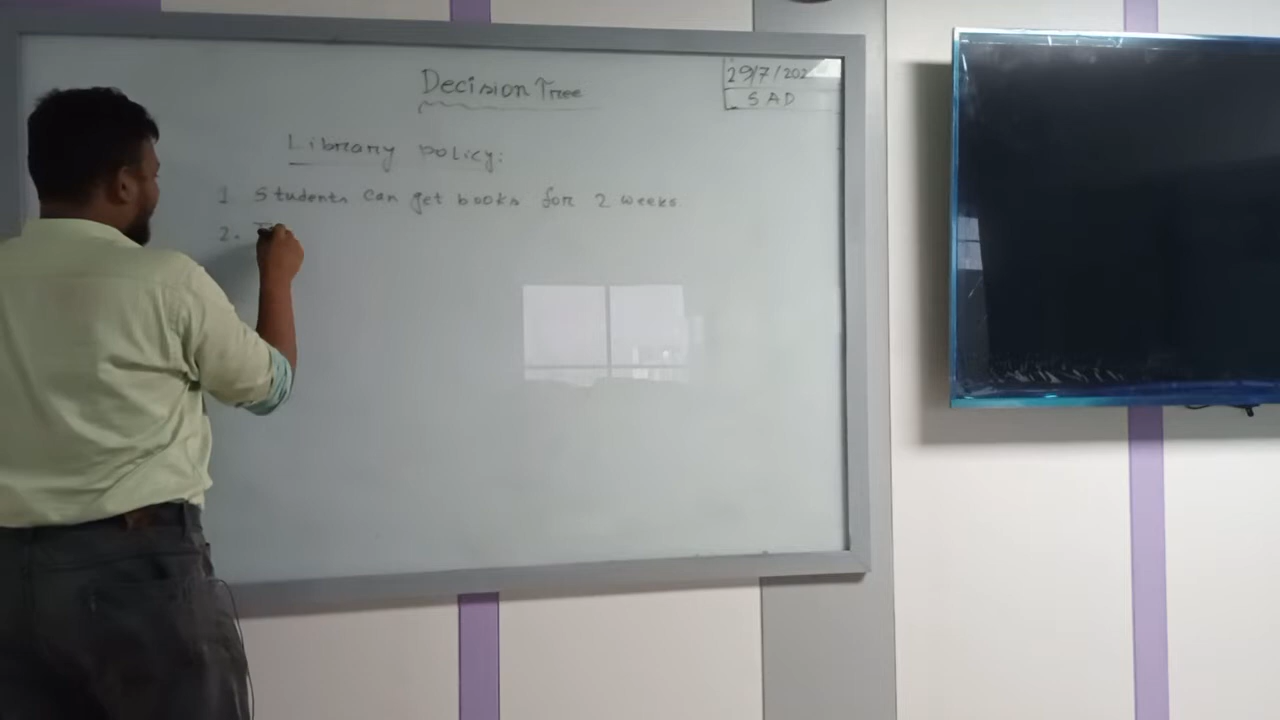 Decision Tree
29/7/202
SAD
Library policy:
1 Students can get books for 2 weeks.
2.